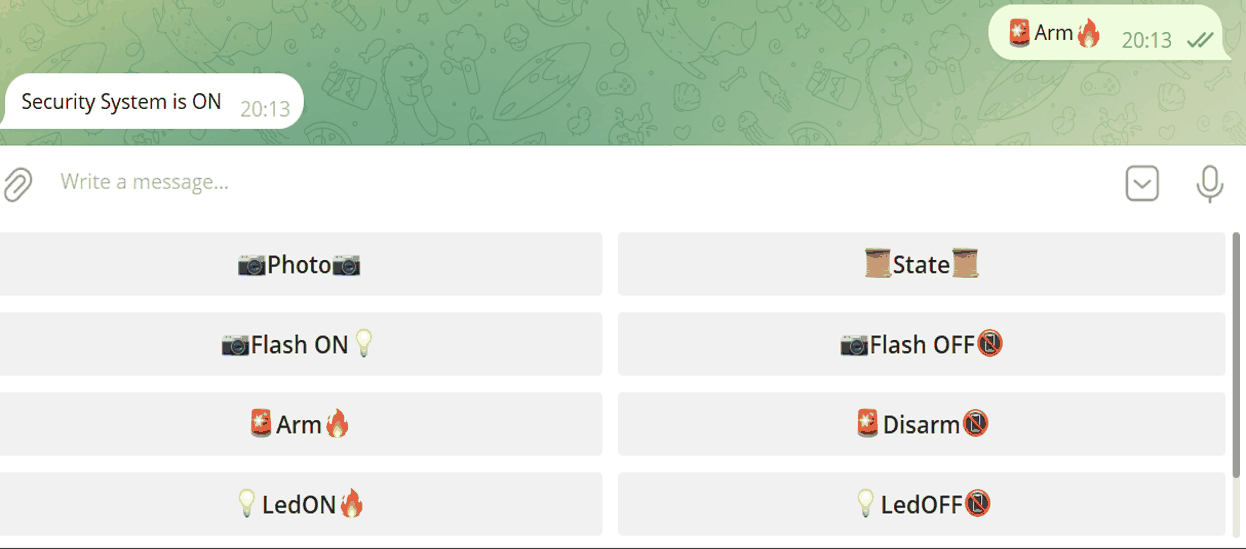 🚨Arm🔥 20:13
Security System is ON 20:13
Write a message...
📷Photo📷
📜State📜
📷Flash ON💡
📷Flash OFF📵
🚨Arm🔥
🚨Disarm📵
💡LedON🔥
💡LedOFF📵